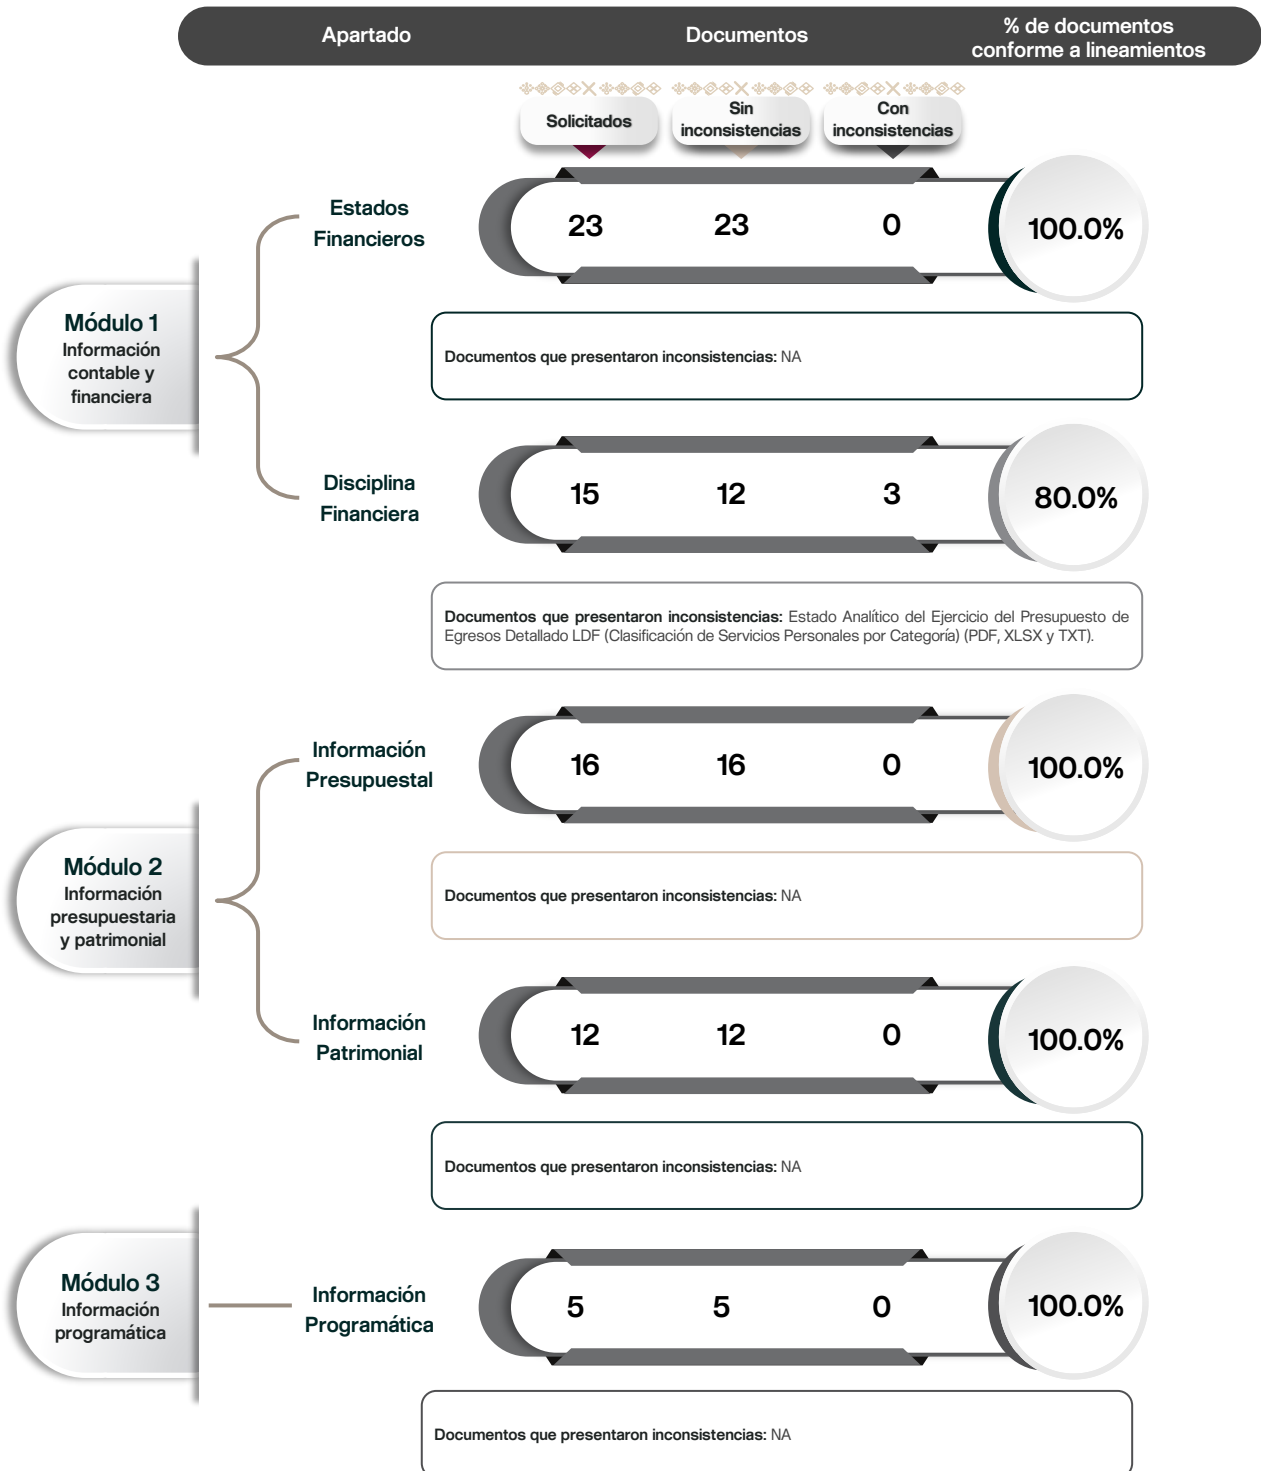 Apartado
Documentos
% de documentos
conforme a lineamientos
Solicitados
Sin
inconsistencias
Con
inconsistencias
Módulo 1
Información
contable y
financiera
Estados
Financieros
23
23
0
100.0%
Documentos que presentaron inconsistencias: NA
Disciplina
Financiera
15
12
3
80.0%
Documentos que presentaron inconsistencias: Estado Analítico del Ejercicio del Presupuesto de
Egresos Detallado LDF (Clasificación de Servicios Personales por Categoría) (PDF, XLSX y TXT).
Módulo 2
Información
presupuestaria
y patrimonial
Información
Presupuestal
16
16
0
100.0%
Documentos que presentaron inconsistencias: NA
Información
Patrimonial
12
12
0
100.0%
Documentos que presentaron inconsistencias: NA
Módulo 3
Información
programática
Información
Programática
5
5
0
100.0%
Documentos que presentaron inconsistencias: NA